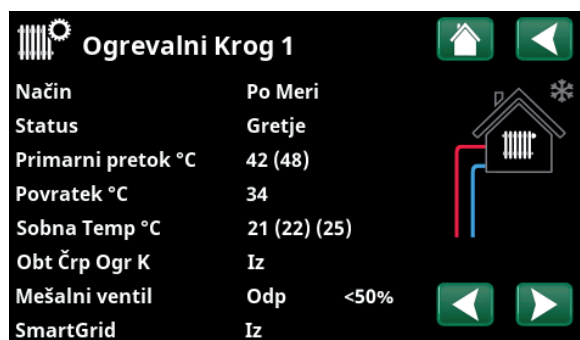 Ogrevalni Krog 1
Način Po Meri
Status Gretje
Primarni pretok °C 42 (48)
Povratek °C 34
Sobna Temp °C 21 (22) (25)
Obt Črp Ogr K Iz
Mešalni ventil Odp <50%
SmartGrid Iz